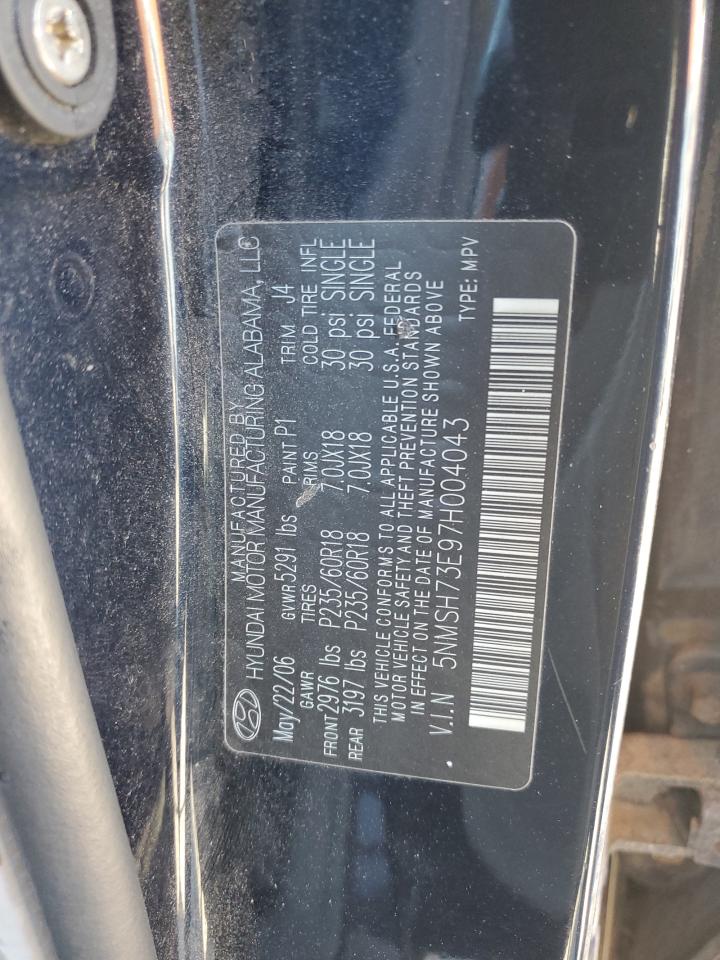 MANUFACTURED BY
HYUNDAI MOTOR MANUFACTURING ALABAMA, LLC
May/22/06 GVWR 5291 lbs PAINT P1 TRIM J4
GAWR TIRES RIMS COLD TIRE INFL
FRONT 2976 lbs P235/60R18 7.0JX18 30 psi SINGLE
REAR 3197 lbs P235/60R18 7.0JX18 30 psi SINGLE
THIS VEHICLE CONFORMS TO ALL APPLICABLE U.S.A. FEDERAL
MOTOR VEHICLE SAFETY AND THEFT PREVENTION STANDARDS
IN EFFECT ON THE DATE OF MANUFACTURE SHOWN ABOVE
V.I.N 5NMSH73E97H004043 TYPE: MPV